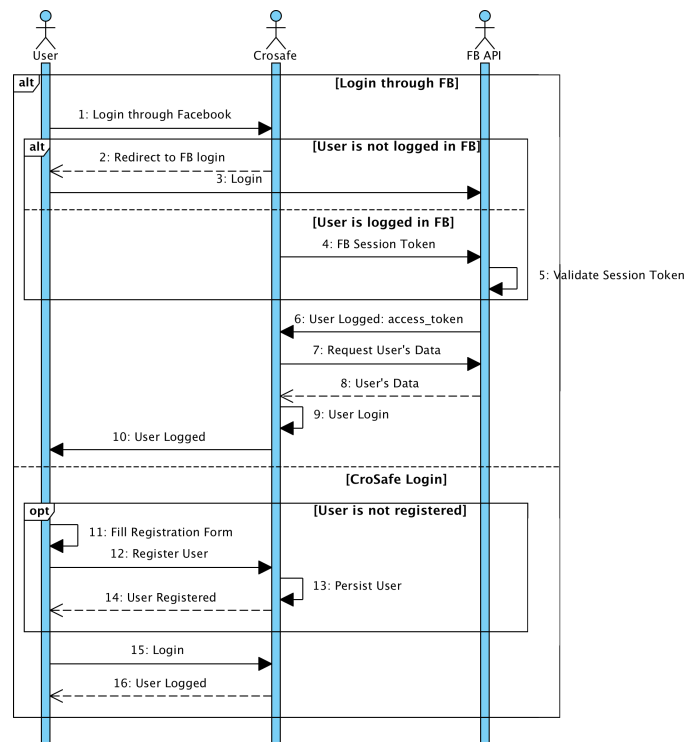 User
Crosafe
FB API
alt
[Login through FB]
1: Login through Facebook
alt
[User is not logged in FB]
2: Redirect to FB login
3: Login
[User is logged in FB]
4: FB Session Token
5: Validate Session Token
6: User Logged: access_token
7: Request User's Data
8: User's Data
9: User Login
10: User Logged
[CroSafe Login]
opt
[User is not registered]
11: Fill Registration Form
12: Register User
13: Persist User
14: User Registered
15: Login
16: User Logged